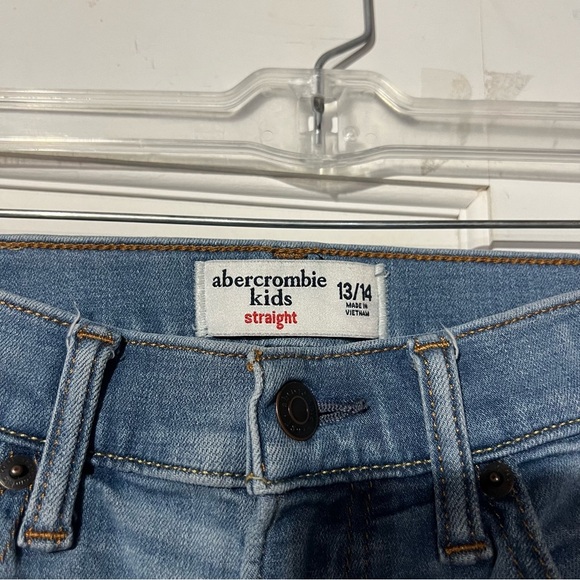 abercrombie
kids
straight
13/14
MADE IN
VIETNAM